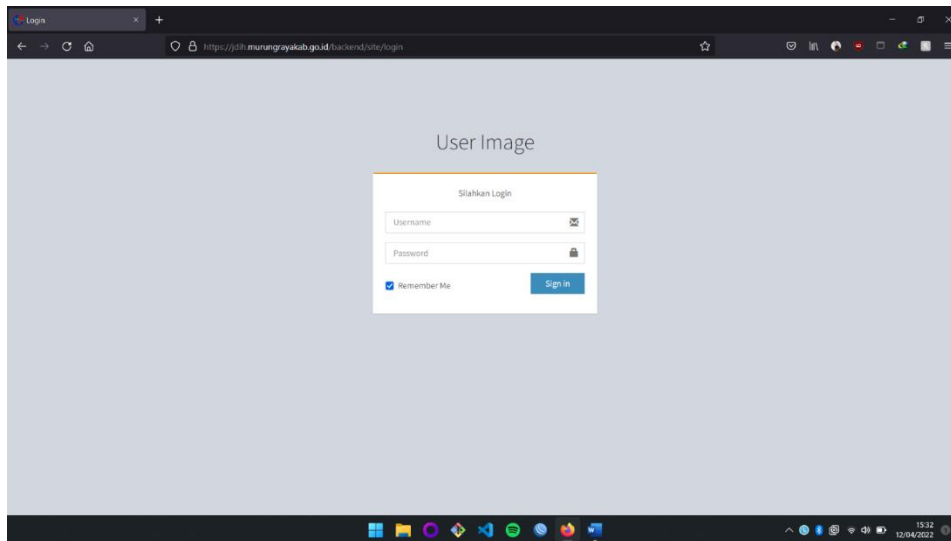 Login
https://jdih.murungrayakab.go.id/backend/site/login
User Image
Silahkan Login
Username
Password
Remember Me
Sign in
15:32
12/04/2022